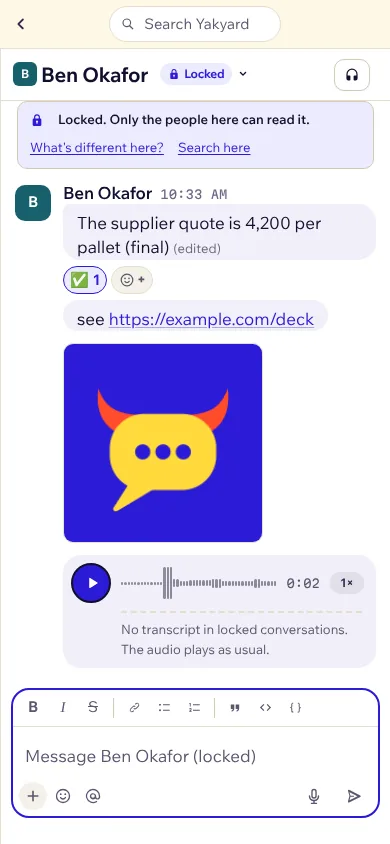 Search Yakyard
B Ben Okafor Locked
Locked. Only the people here can read it.
What's different here? Search here
B
Ben Okafor 10:33 AM
The supplier quote is 4,200 per
pallet (final) (edited)
✅ 1
see https://example.com/deck
0:02 1×
No transcript in locked conversations.
The audio plays as usual.
B I S
Message Ben Okafor (locked)